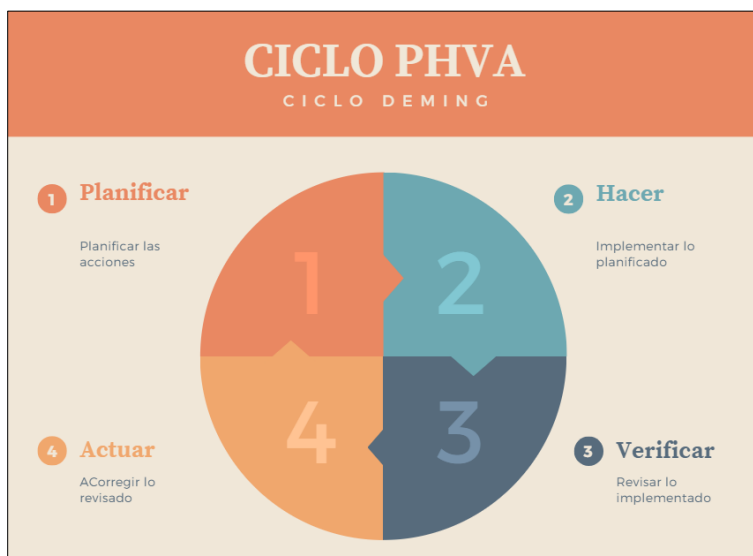 CICLO PHVA
CICLO DEMING
1 Planificar
Planificar las
acciones
2 Hacer
Implementar lo
planificado
1
2
4
3
4 Actuar
ACorregir lo
revisado
3 Verificar
Revisar lo
implementado